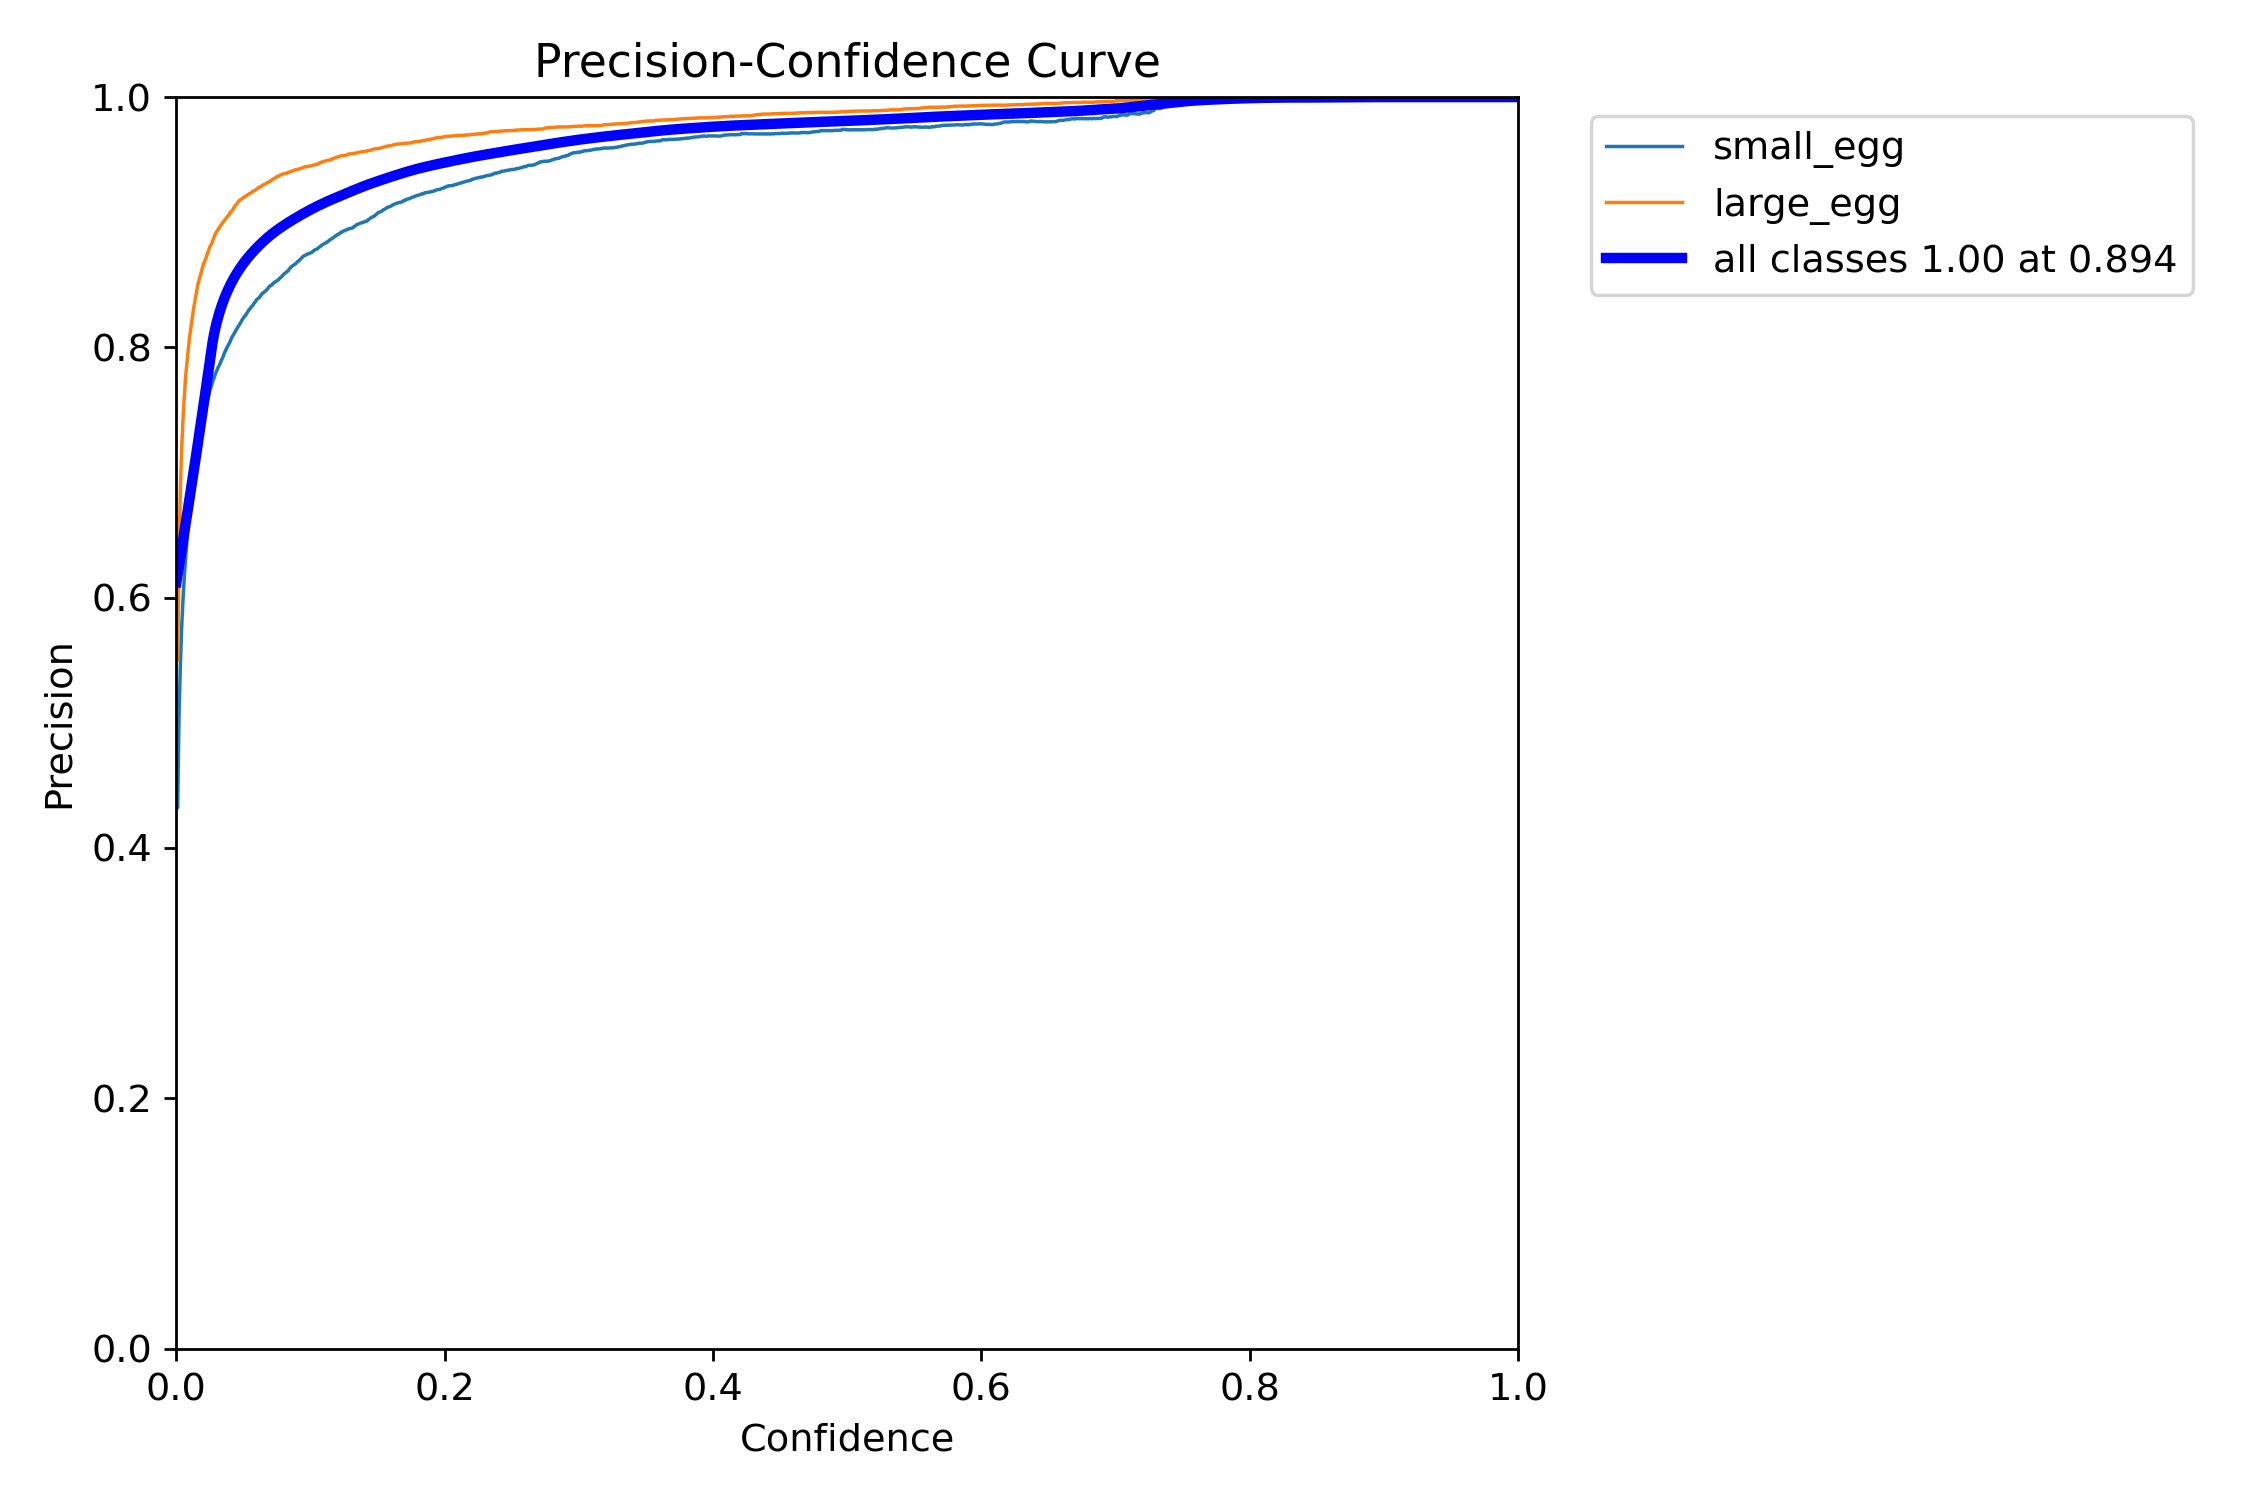 Precision-Confidence Curve
1.0
0.8
0.6
0.4
0.2
0.0
Precision
0.0 0.2 0.4 0.6 0.8 1.0
Confidence
small_egg
large_egg
all classes 1.00 at 0.894